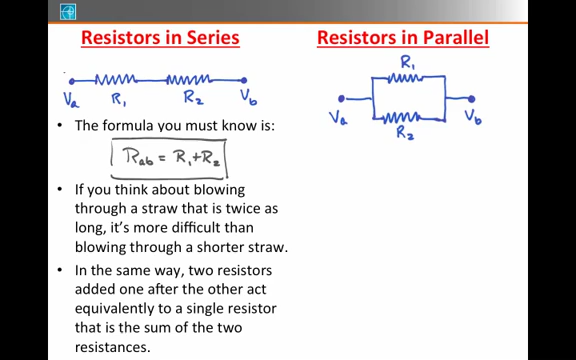 Resistors in Series
Resistors in Parallel
R₁
Vₐ R₁ R₂ V_b
Vₐ R₂ V_b
• The formula you must know is:
R_ab = R₁ + R₂
• If you think about blowing
through a straw that is twice as
long, it's more difficult than
blowing through a shorter straw.
• In the same way, two resistors
added one after the other act
equivalently to a single resistor
that is the sum of the two
resistances.